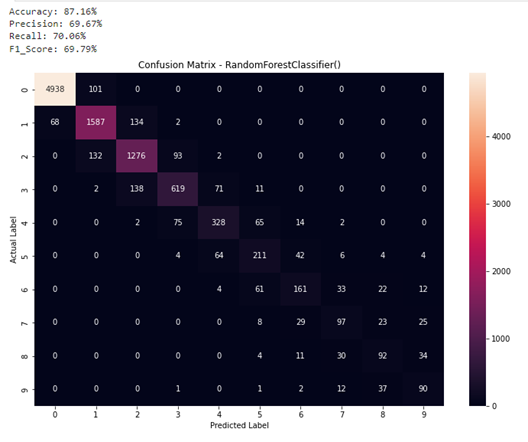 Accuracy: 87.16%
Precision: 69.67%
Recall: 70.06%
F1_Score: 69.79%
Confusion Matrix - RandomForestClassifier()
0 4938 101 0 0 0 0 0 0 0 0
1 68 1587 134 2 0 0 0 0 0 0
2 0 132 1276 93 2 0 0 0 0 0
3 0 2 138 619 71 11 0 0 0 0
4 0 0 2 75 328 65 14 2 0 0
5 0 0 0 4 64 211 42 6 4 4
6 0 0 0 0 4 61 161 33 22 12
7 0 0 0 0 0 8 29 97 23 25
8 0 0 0 0 0 4 11 30 92 34
9 0 0 0 1 0 1 2 12 37 90
0 1 2 3 4 5 6 7 8 9
Predicted Label
Actual Label
4000
3000
2000
1000
0